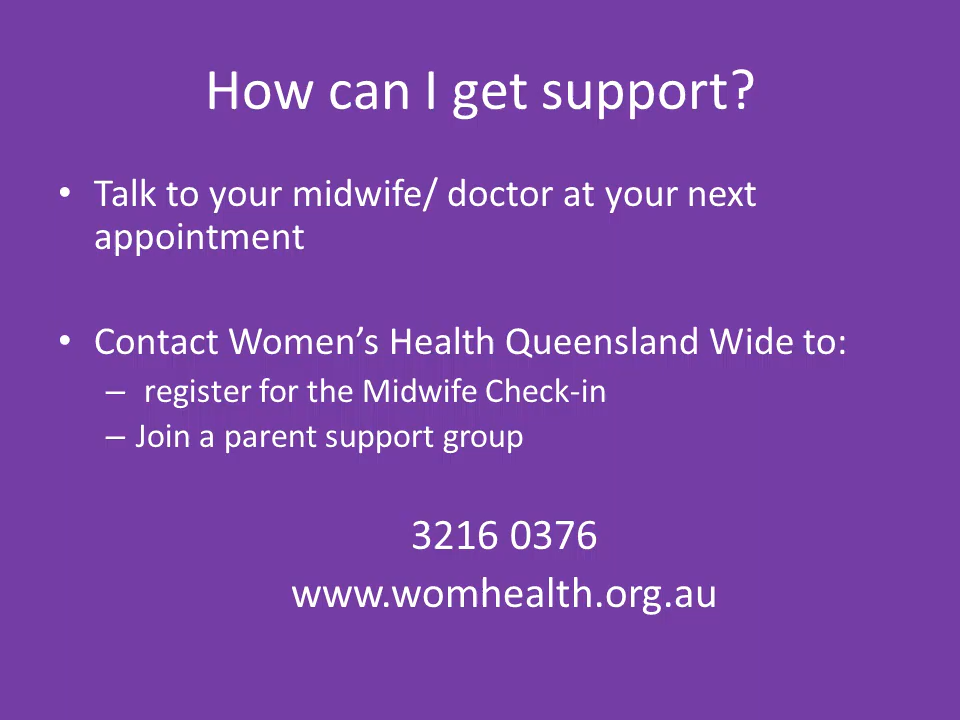 How can I get support?
• Talk to your midwife/ doctor at your next
appointment
• Contact Women’s Health Queensland Wide to:
– register for the Midwife Check-in
– Join a parent support group
3216 0376
www.womhealth.org.au